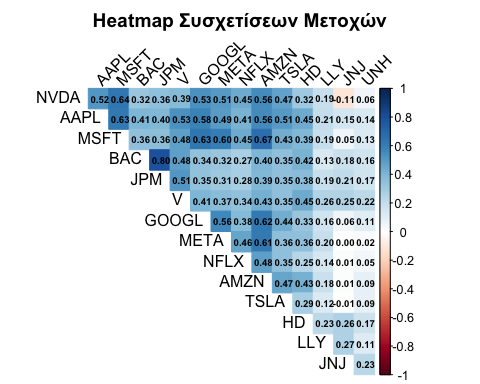 Heatmap Συσχετίσεων Μετοχών
AAPL MSFT BAC JPM V GOOGL META NFLX AMZN TSLA HD LLY JNJ UNH
NVDA 0.52 0.64 0.32 0.36 0.39 0.53 0.51 0.45 0.56 0.47 0.32 0.19 -0.11 0.06
AAPL 0.63 0.41 0.40 0.53 0.58 0.49 0.41 0.56 0.51 0.45 0.21 0.15 0.14
MSFT 0.36 0.36 0.48 0.63 0.60 0.45 0.67 0.43 0.39 0.19 0.05 0.13
BAC 0.80 0.48 0.34 0.32 0.27 0.40 0.35 0.42 0.13 0.18 0.16
JPM 0.51 0.35 0.31 0.28 0.39 0.35 0.38 0.19 0.21 0.17
V 0.41 0.37 0.34 0.43 0.35 0.45 0.26 0.25 0.22
GOOGL 0.56 0.38 0.62 0.44 0.33 0.16 0.06 0.11
META 0.46 0.61 0.36 0.36 0.20 0.00 0.02
NFLX 0.48 0.35 0.25 0.14 0.01 0.05
AMZN 0.47 0.43 0.18 0.01 0.09
TSLA 0.29 0.12 -0.01 0.09
HD 0.23 0.26 0.17
LLY 0.27 0.11
JNJ 0.23
1
0.8
0.6
0.4
0.2
0
-0.2
-0.4
-0.6
-0.8
-1